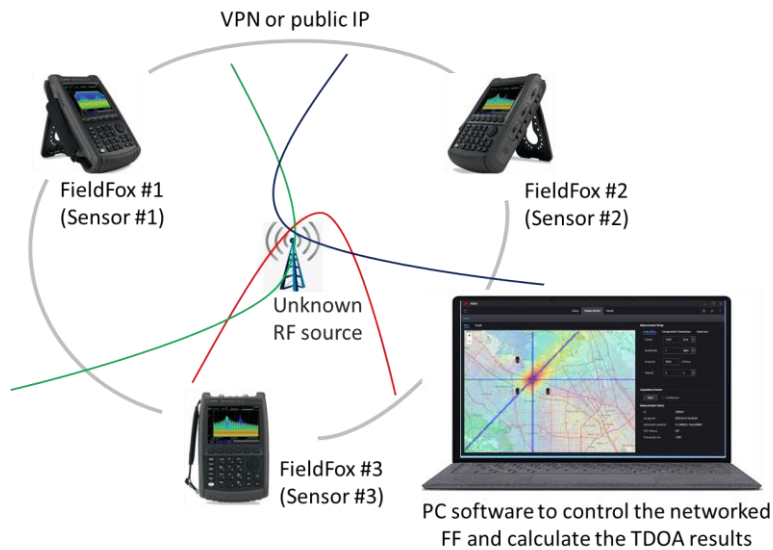 VPN or public IP
FieldFox #1
(Sensor #1)
FieldFox #2
(Sensor #2)
Unknown
RF source
FieldFox #3
(Sensor #3)
PC software to control the networked
FF and calculate the TDOA results